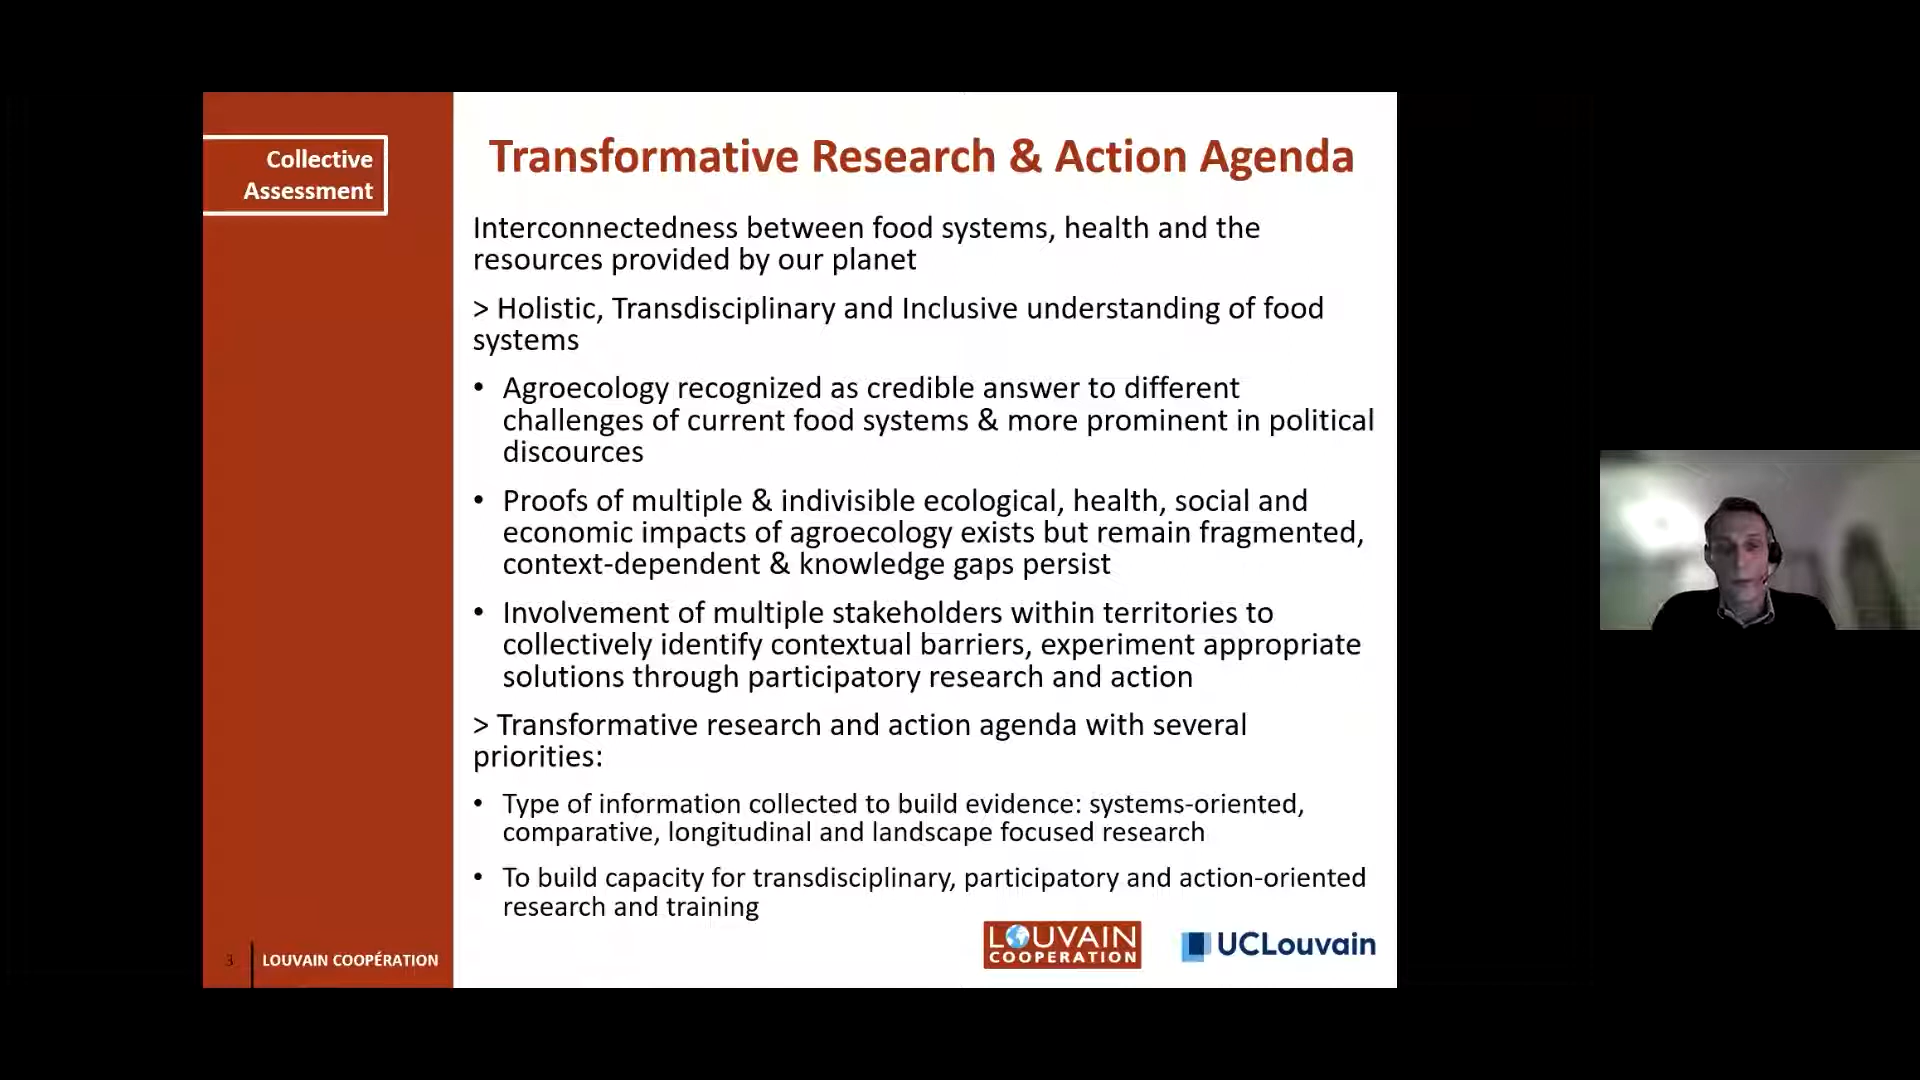 Collective
Assessment
Transformative Research & Action Agenda
Interconnectedness between food systems, health and the
resources provided by our planet
> Holistic, Transdisciplinary and Inclusive understanding of food
systems
• Agroecology recognized as credible answer to different
challenges of current food systems & more prominent in political
discources
• Proofs of multiple & indivisible ecological, health, social and
economic impacts of agroecology exists but remain fragmented,
context-dependent & knowledge gaps persist
• Involvement of multiple stakeholders within territories to
collectively identify contextual barriers, experiment appropriate
solutions through participatory research and action
> Transformative research and action agenda with several
priorities:
• Type of information collected to build evidence: systems-oriented,
comparative, longitudinal and landscape focused research
• To build capacity for transdisciplinary, participatory and action-oriented
research and training
3
LOUVAIN COOPÉRATION
LOUVAIN
COOPERATION
UCLouvain